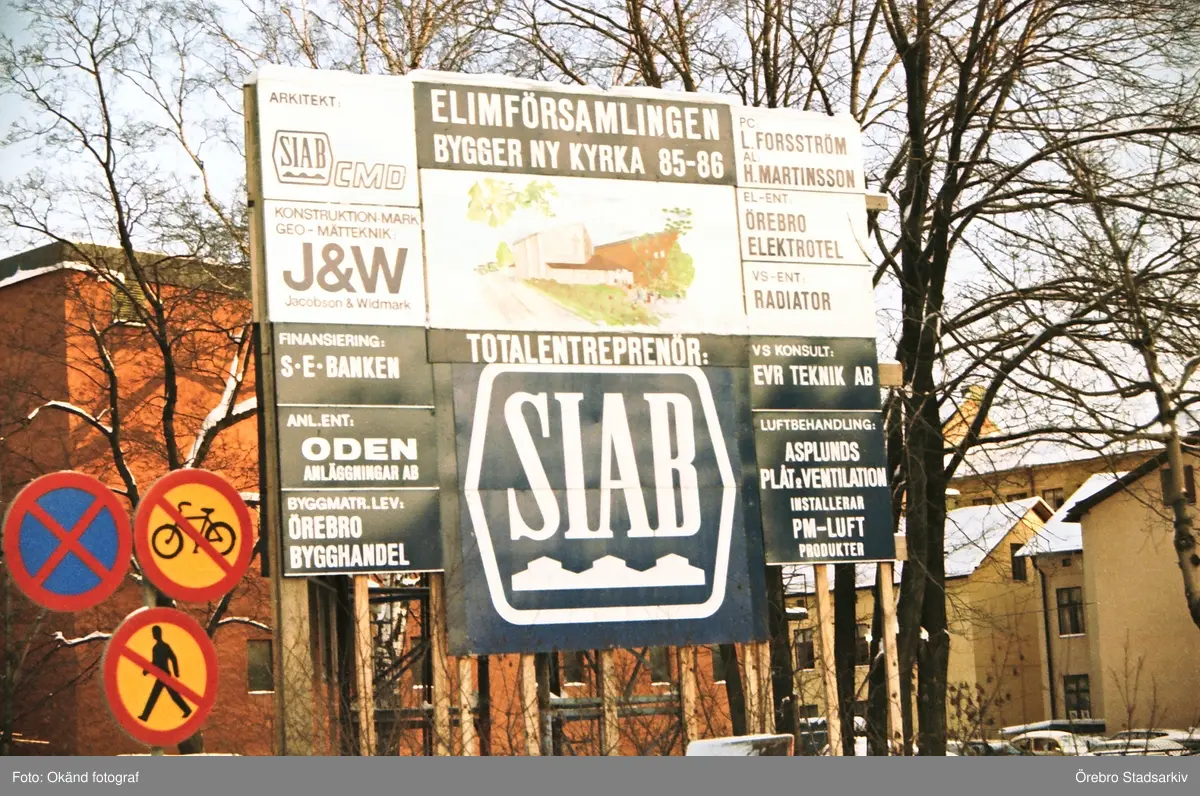 ARKITEKT:
SIAB CMD
KONSTRUKTION-MARK
GEO-MÄTTEKNIK:
J&W
Jacobson & Widmark
FINANSIERING:
S·E·BANKEN
ANL.ENT:
ODEN
ANLÄGGNINGAR AB
BYGGMATR.LEV:
ÖREBRO
BYGGHANDEL
ELIMFÖRSAMLINGEN
BYGGER NY KYRKA 85-86
TOTALENTREPRENÖR:
SIAB
PC
L.FORSSTRÖM
AL
H.MARTINSSON
EL-ENT:
ÖREBRO
ELEKTROTEL
VS-ENT:
RADIATOR
VS KONSULT:
EVR TEKNIK AB
LUFTBEHANDLING:
ASPLUNDS
PLÅT & VENTILATION
INSTALLERAR
PM-LUFT
PRODUKTER
Foto: Okänd fotograf
Örebro Stadsarkiv